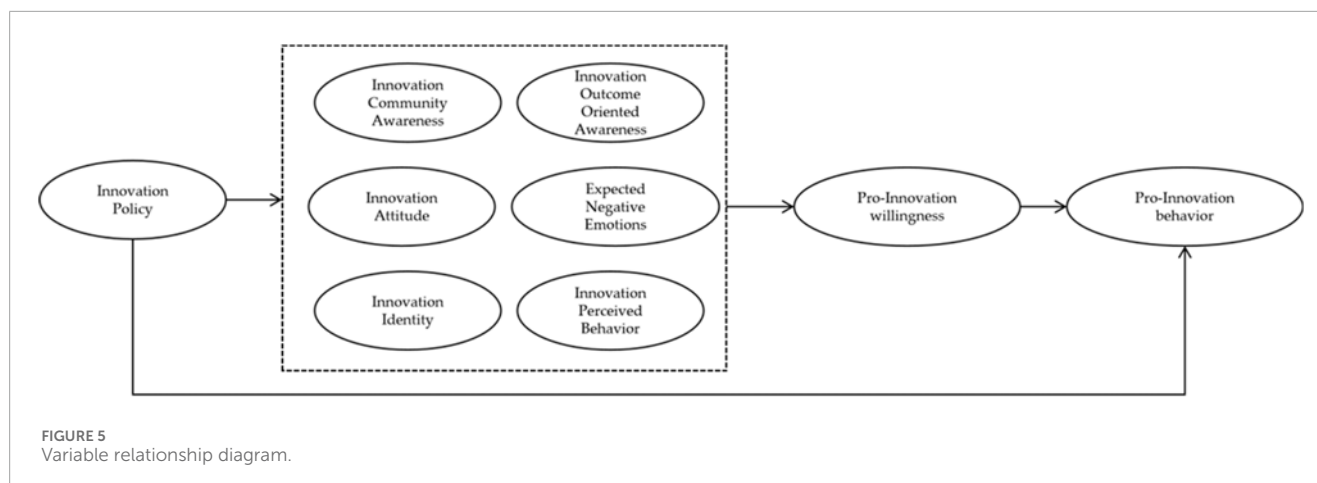 Innovation
Policy
Innovation
Community
Awareness
Innovation
Outcome
Oriented
Awareness
Innovation
Attitude
Expected
Negative
Emotions
Innovation
Identity
Innovation
Perceived
Behavior
Pro-Innovation
willingness
Pro-Innovation
behavior
FIGURE 5
Variable relationship diagram.